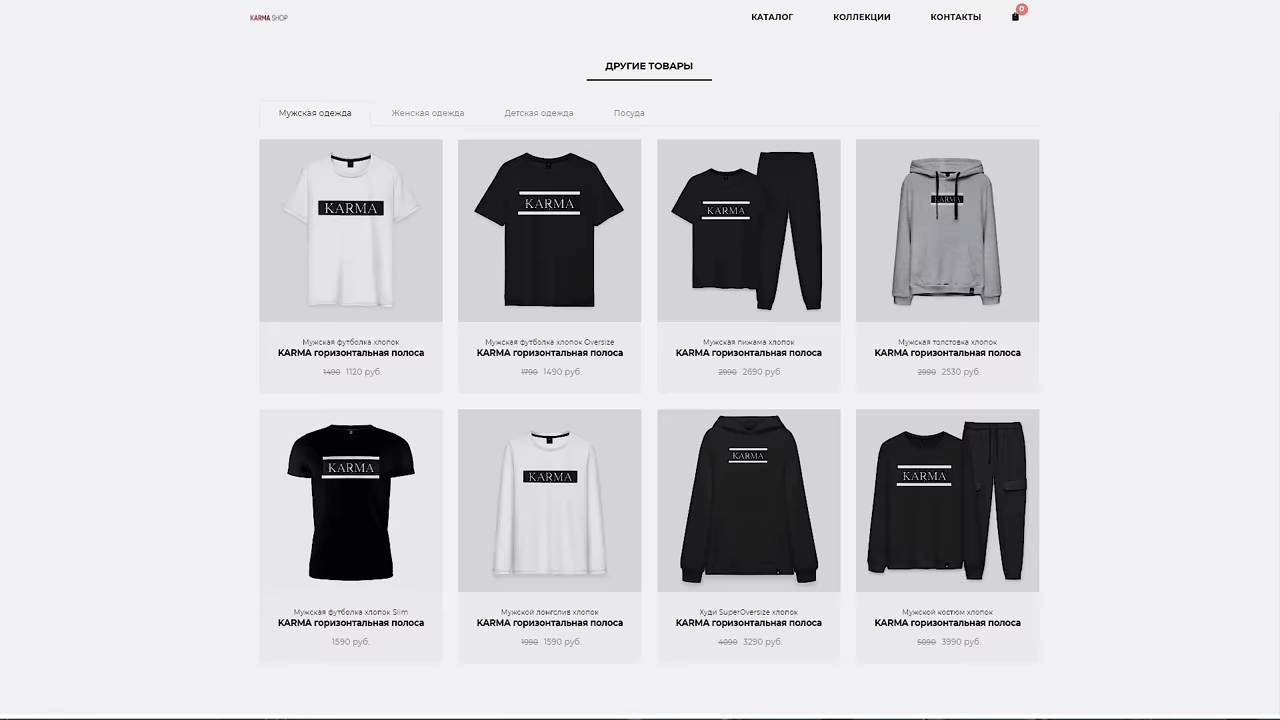 KARMA SHOP
КАТАЛОГ
КОЛЛЕКЦИИ
КОНТАКТЫ
0
ДРУГИЕ ТОВАРЫ
Мужская одежда
Женская одежда
Детская одежда
Посуда
KARMA
KARMA
KARMA
KARMA
Мужская футболка хлопок
KARMA горизонтальная полоса
1490 1120 руб.
Мужская футболка хлопок Oversize
KARMA горизонтальная полоса
1790 1490 руб.
Мужская пижама хлопок
KARMA горизонтальная полоса
2990 2690 руб.
Мужская толстовка хлопок
KARMA горизонтальная полоса
2990 2530 руб.
KARMA
KARMA
KARMA
KARMA
Мужская футболка хлопок Slim
KARMA горизонтальная полоса
1590 руб.
Мужской лонгслив хлопок
KARMA горизонтальная полоса
1990 1590 руб.
Худи SuperOversize хлопок
KARMA горизонтальная полоса
4090 3290 руб.
Мужской костюм хлопок
KARMA горизонтальная полоса
5090 3990 руб.